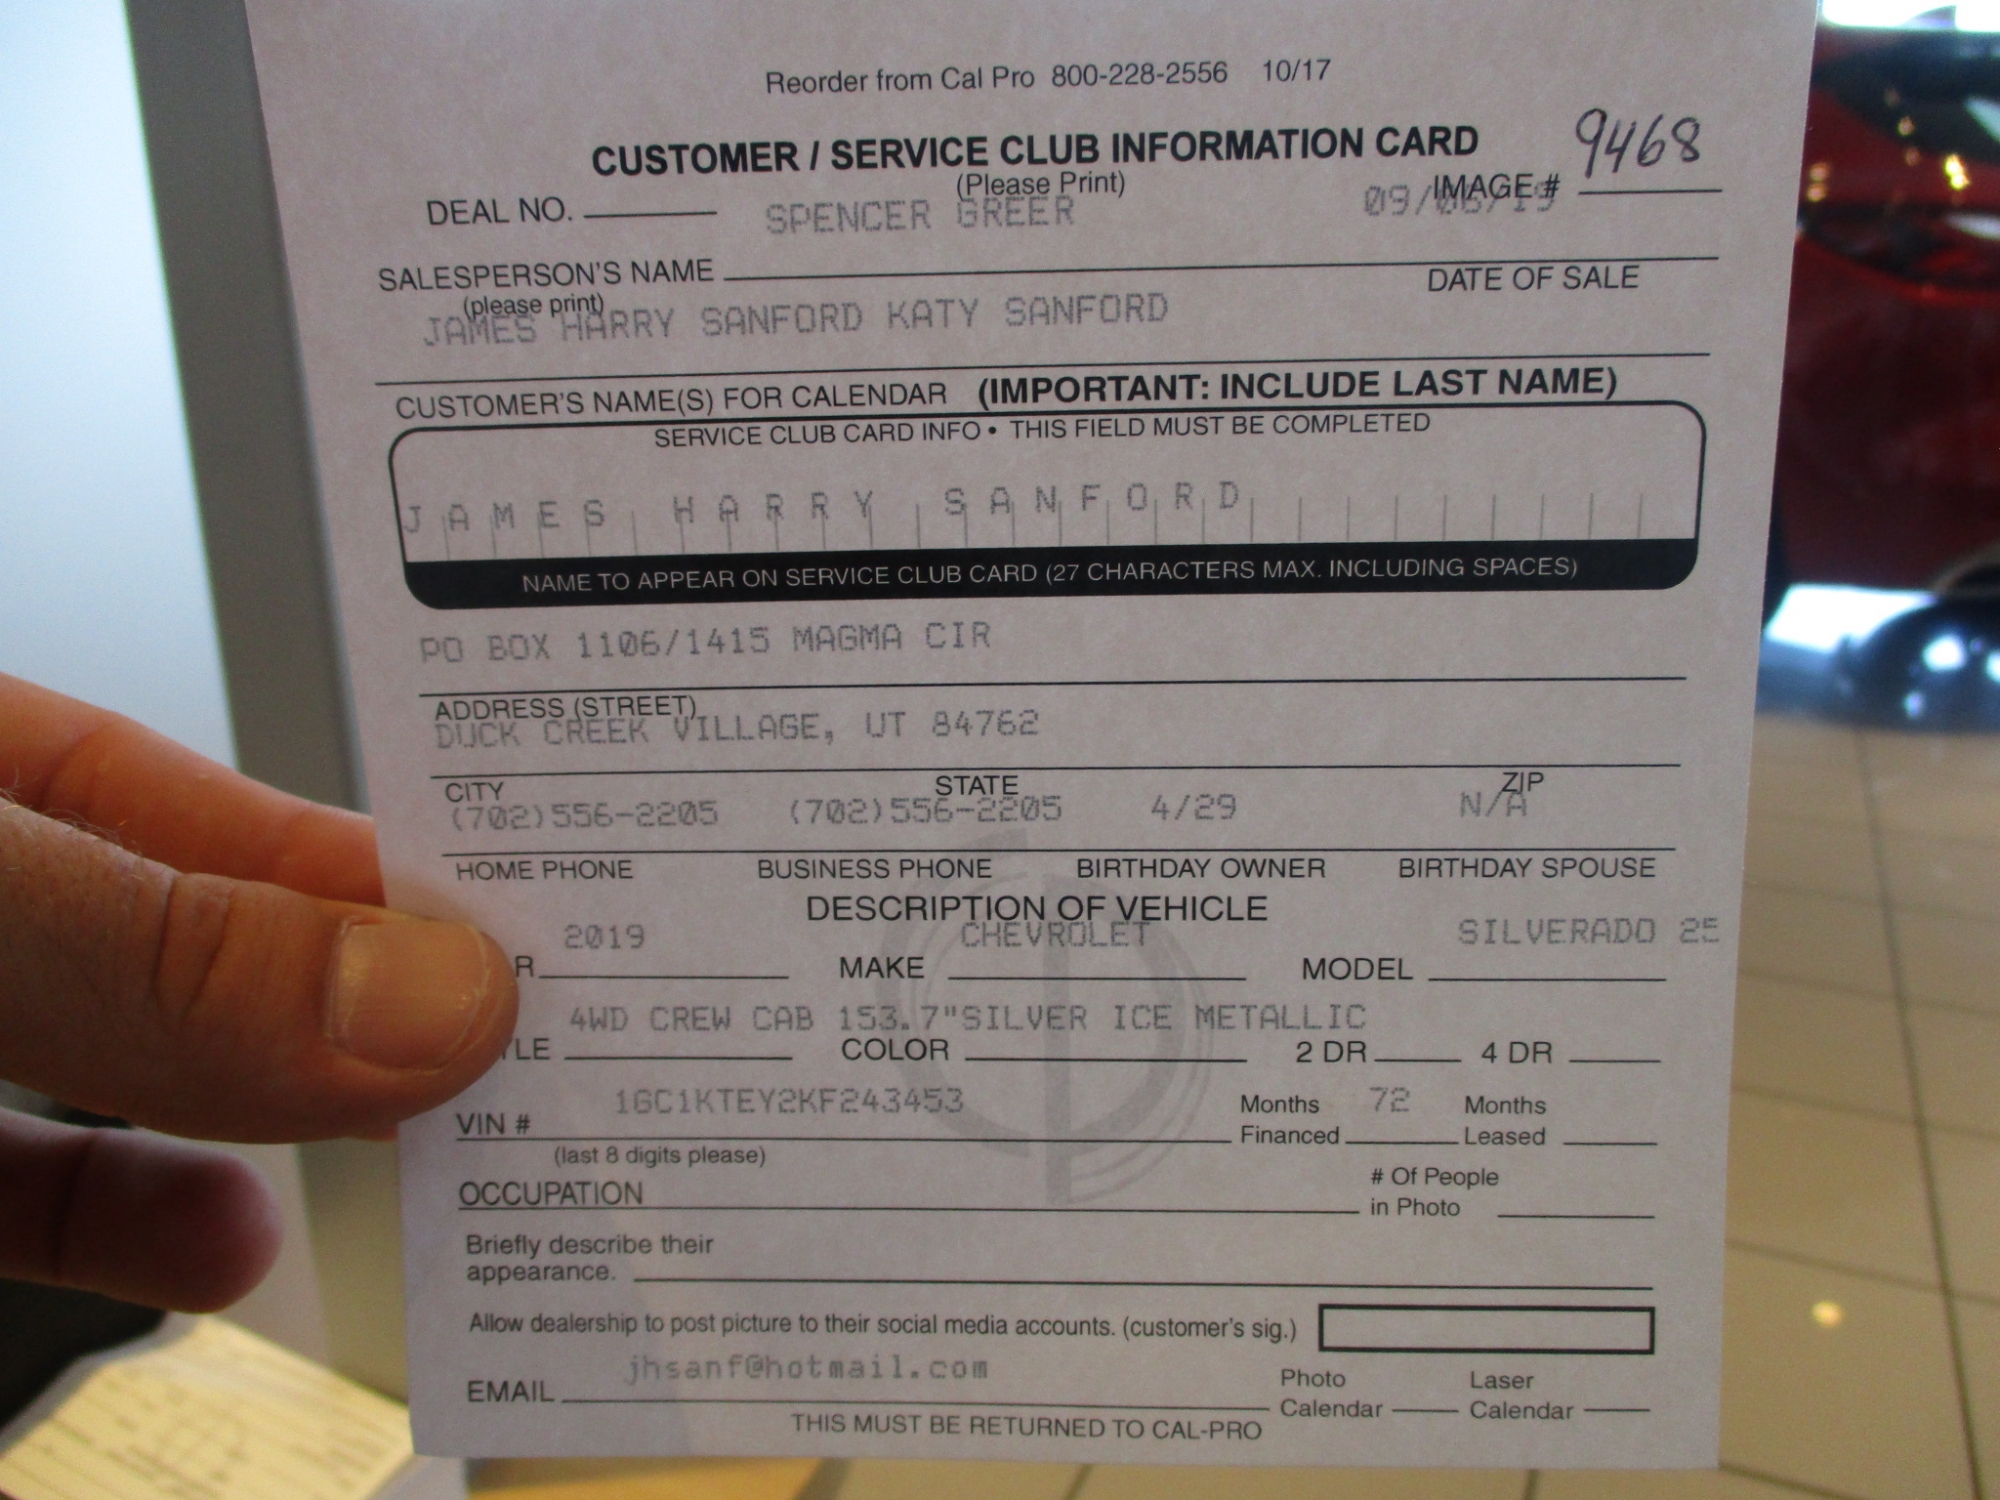 Reorder from Cal Pro 800-228-2556 10/17
CUSTOMER / SERVICE CLUB INFORMATION CARD
9468
(Please Print)
IMAGE #
DEAL NO.
SPENCER GREER
09/06/19
SALESPERSON'S NAME
DATE OF SALE
(please print)
JAMES HARRY SANFORD KATY SANFORD
CUSTOMER'S NAME(S) FOR CALENDAR (IMPORTANT: INCLUDE LAST NAME)
SERVICE CLUB CARD INFO • THIS FIELD MUST BE COMPLETED
JAMES HARRY SANFORD
NAME TO APPEAR ON SERVICE CLUB CARD (27 CHARACTERS MAX. INCLUDING SPACES)
PO BOX 1106/1415 MAGMA CIR
ADDRESS (STREET)
DUCK CREEK VILLAGE, UT 84762
CITY STATE ZIP
(702)556-2205 (702)556-2205 4/29 N/A
HOME PHONE BUSINESS PHONE BIRTHDAY OWNER BIRTHDAY SPOUSE
DESCRIPTION OF VEHICLE
2019 CHEVROLET SILVERADO 25
R MAKE MODEL
4WD CREW CAB 153.7"SILVER ICE METALLIC
LE COLOR 2 DR 4 DR
1GC1KTEY2KF243453
Months 72 Months
VIN # Financed Leased
(last 8 digits please)
# Of People
OCCUPATION
in Photo
Briefly describe their
appearance.
Allow dealership to post picture to their social media accounts. (customer's sig.)
jhsanf@hotmail.com
Photo Laser
EMAIL Calendar Calendar
THIS MUST BE RETURNED TO CAL-PRO